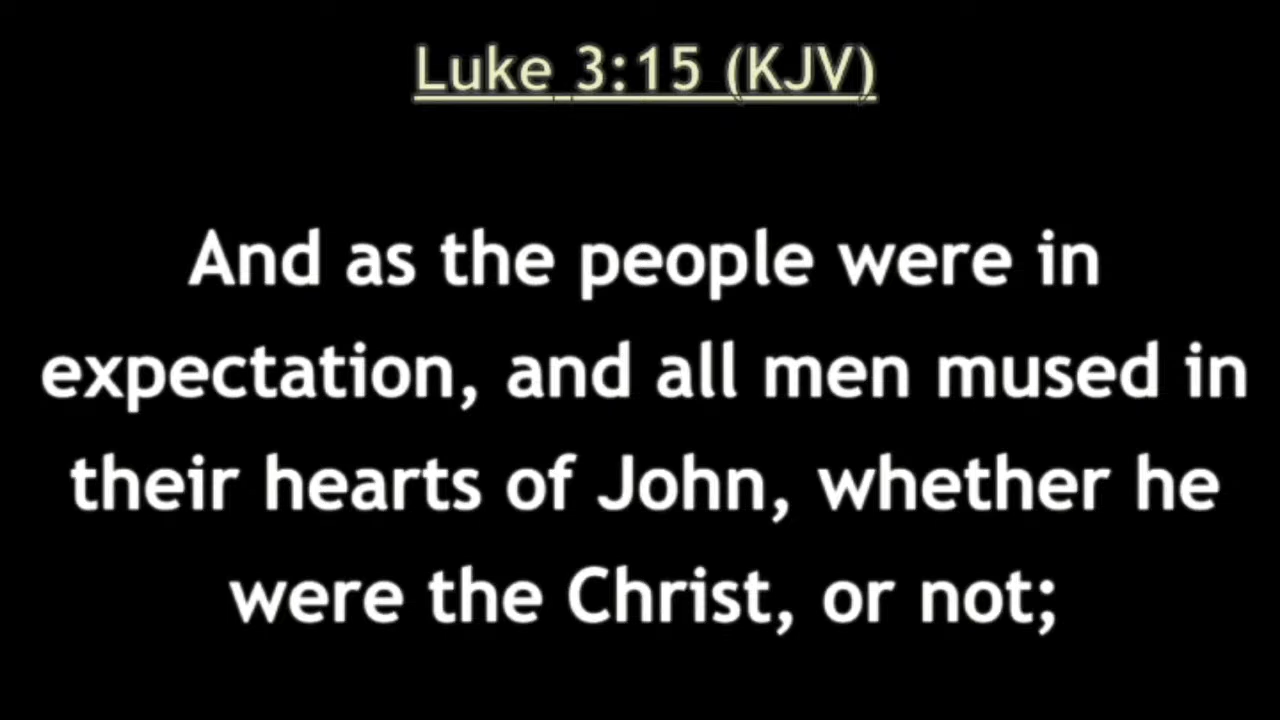 Luke 3:15 (KJV)
And as the people were in
expectation, and all men mused in
their hearts of John, whether he
were the Christ, or not;